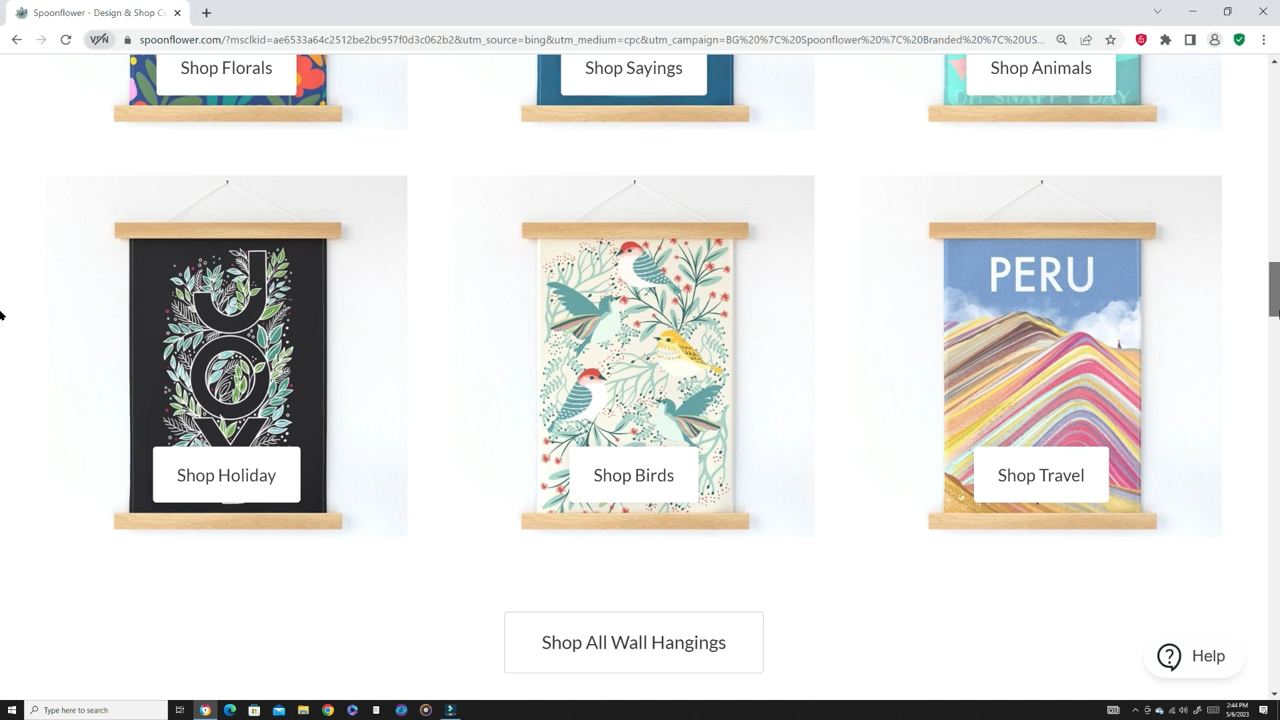 Spoonflower - Design & Shop Cu
spoonflower.com/?msclkid=ae6533a64c2512be2bc957f0d3c062b2&utm_source=bing&utm_medium=cpc&utm_campaign=BG%20%7C%20Spoonflower%20%7C%20Branded%20%7C%20US...
Shop Florals
Shop Sayings
Shop Animals
OH SNAPPY DAY
JOY
PERU
Shop Holiday
Shop Birds
Shop Travel
Shop All Wall Hangings
Help
Type here to search
2:44 PM
5/6/2023